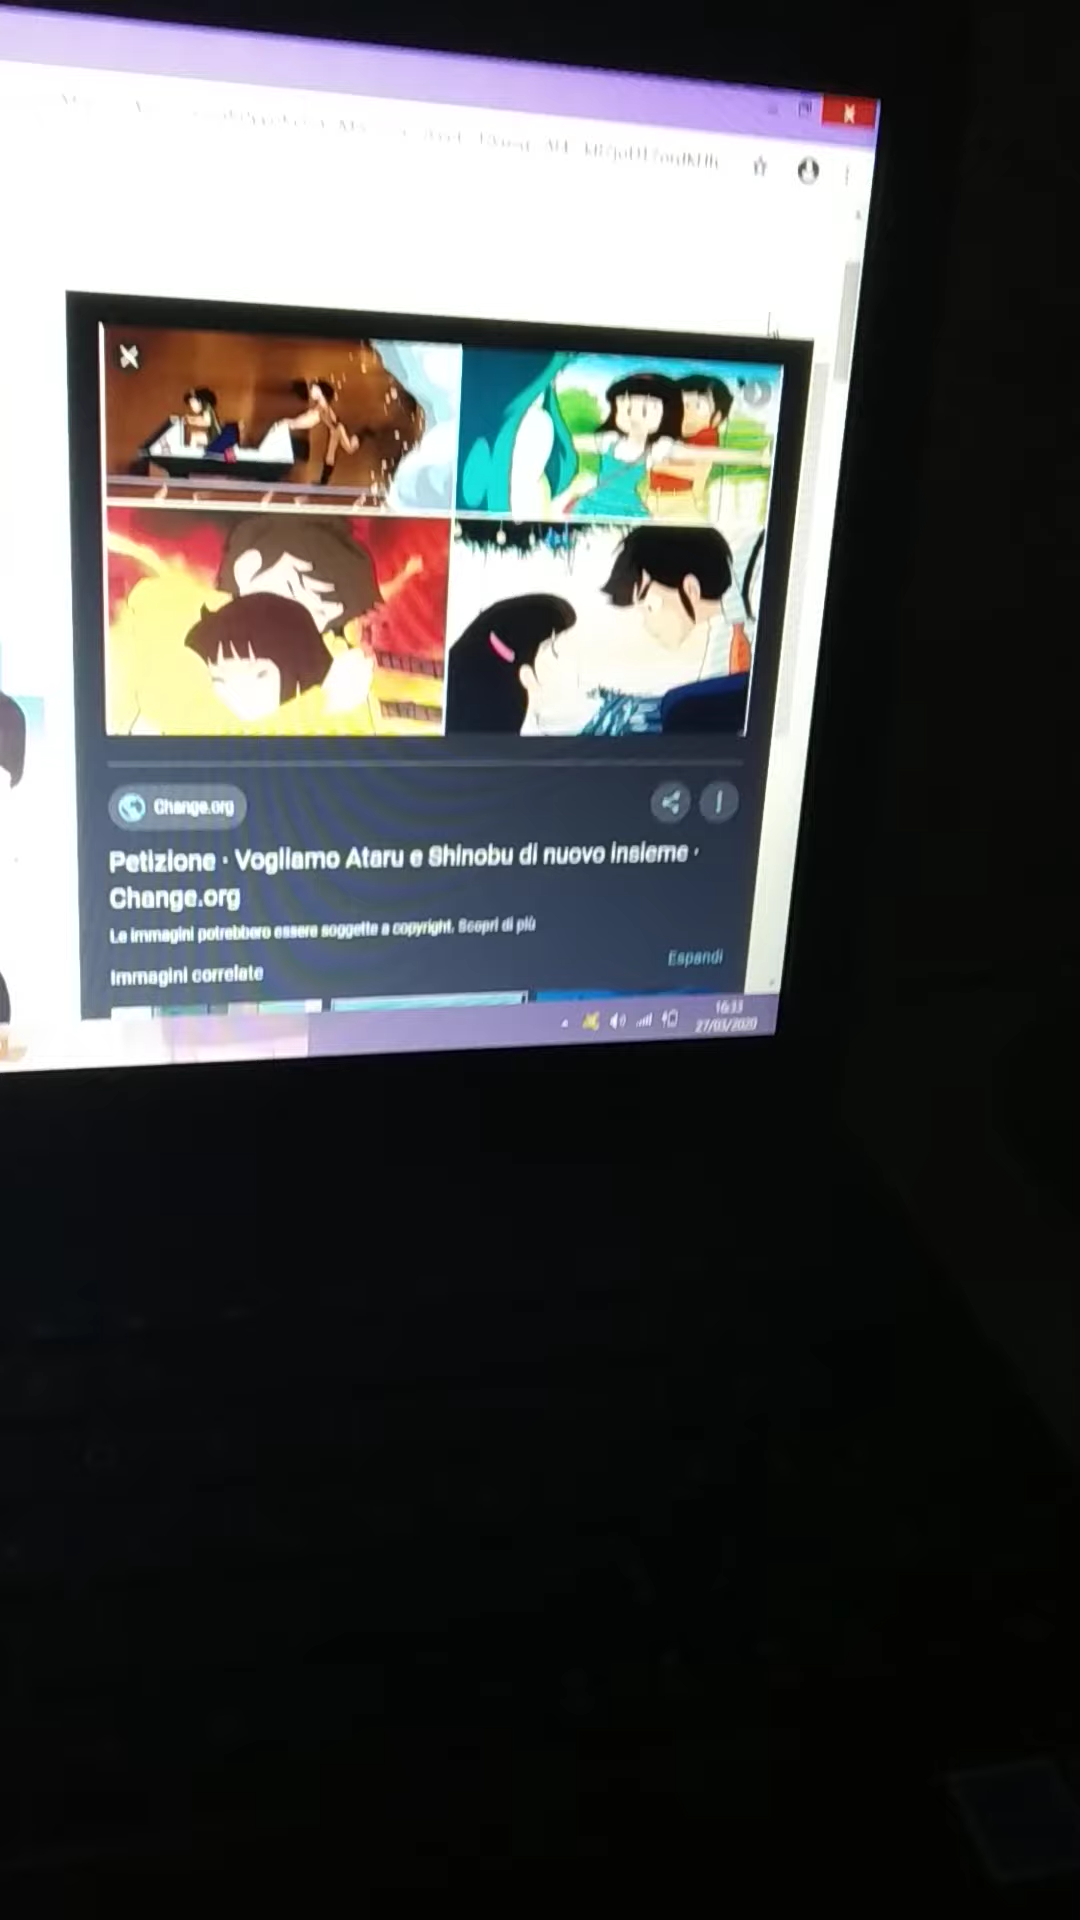 Change.org
Petizione · Vogliamo Ataru e Shinobu di nuovo insieme ·
Change.org
Le immagini potrebbero essere soggette a copyright. Scopri di più
Immagini correlate
Espandi
16:33
27/03/2020